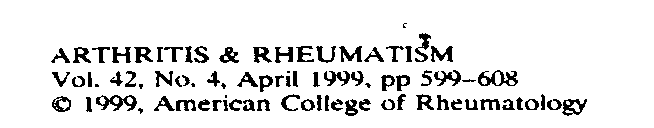 ARTHRITIS & RHEUMATISM
Vol. 42, No. 4, April 1999, pp 599–608
© 1999, American College of Rheumatology